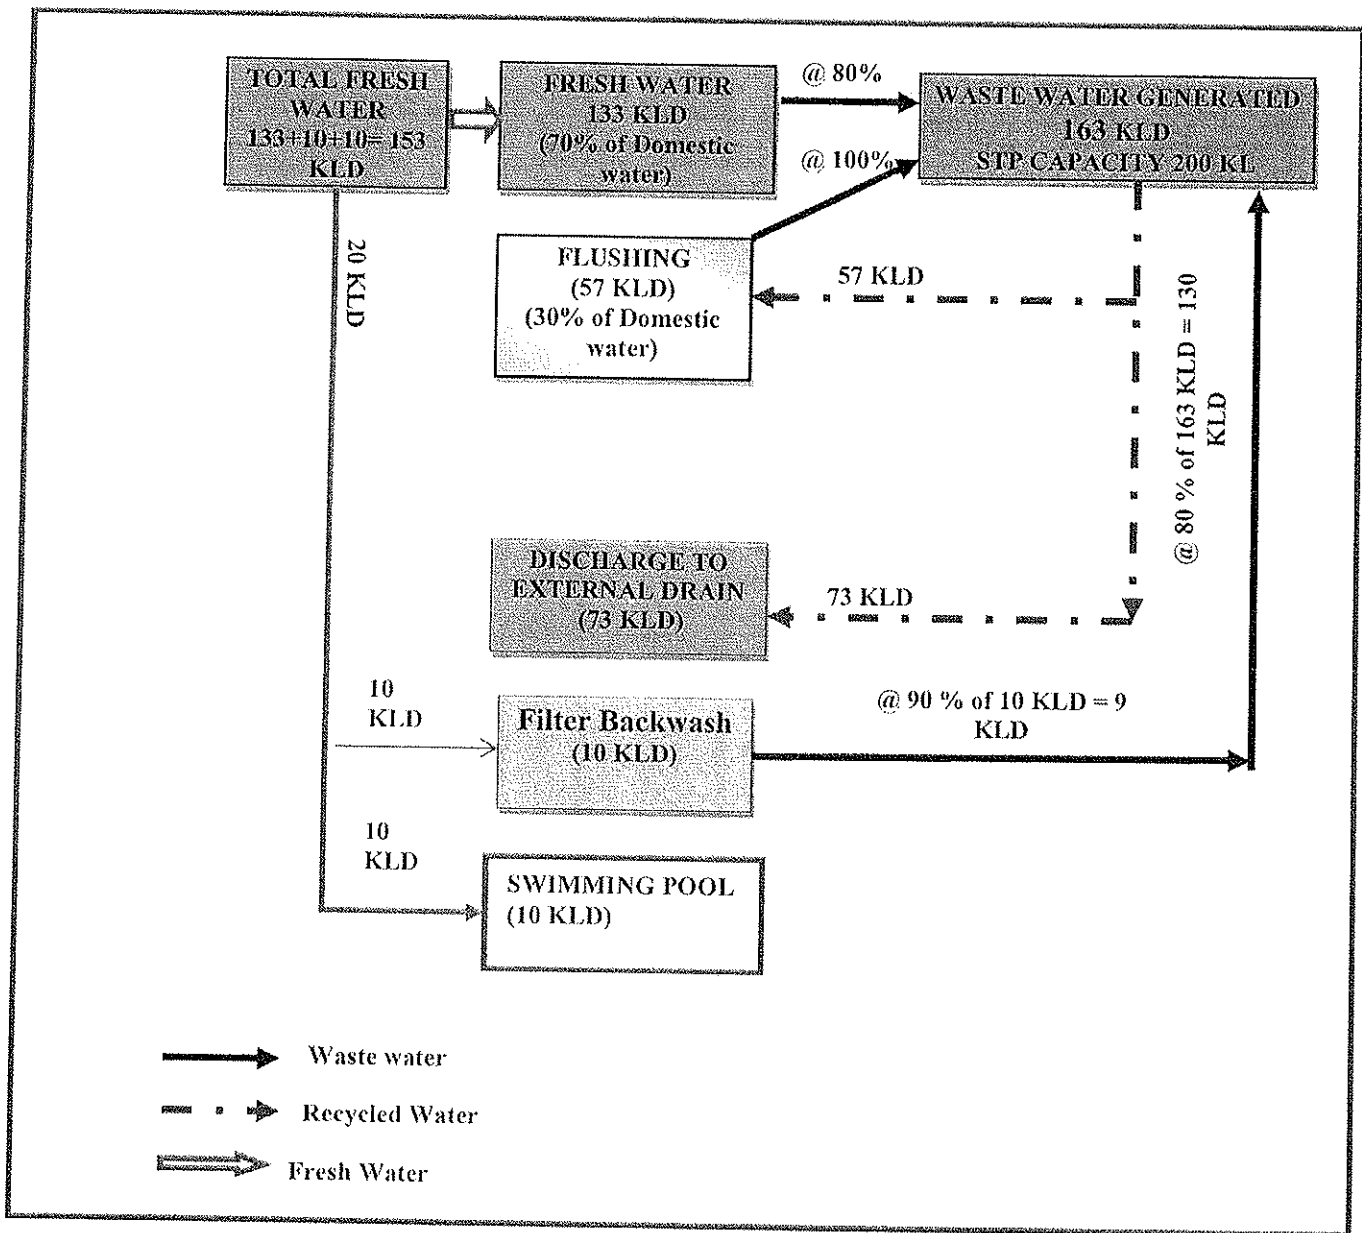 TOTAL FRESH
WATER
133+10+10= 153
KLD
FRESH WATER
133 KLD
(70% of Domestic
water)
@ 80%
@ 100%
WASTE WATER GENERATED
163 KLD
STP CAPACITY 200 KL
20 KLD
FLUSHING
(57 KLD)
(30% of Domestic
water)
57 KLD
@ 80 % of 163 KLD = 130
KLD
DISCHARGE TO
EXTERNAL DRAIN
(73 KLD)
73 KLD
10
KLD
Filter Backwash
(10 KLD)
@ 90 % of 10 KLD = 9
KLD
10
KLD
SWIMMING POOL
(10 KLD)
Waste water
Recycled Water
Fresh Water